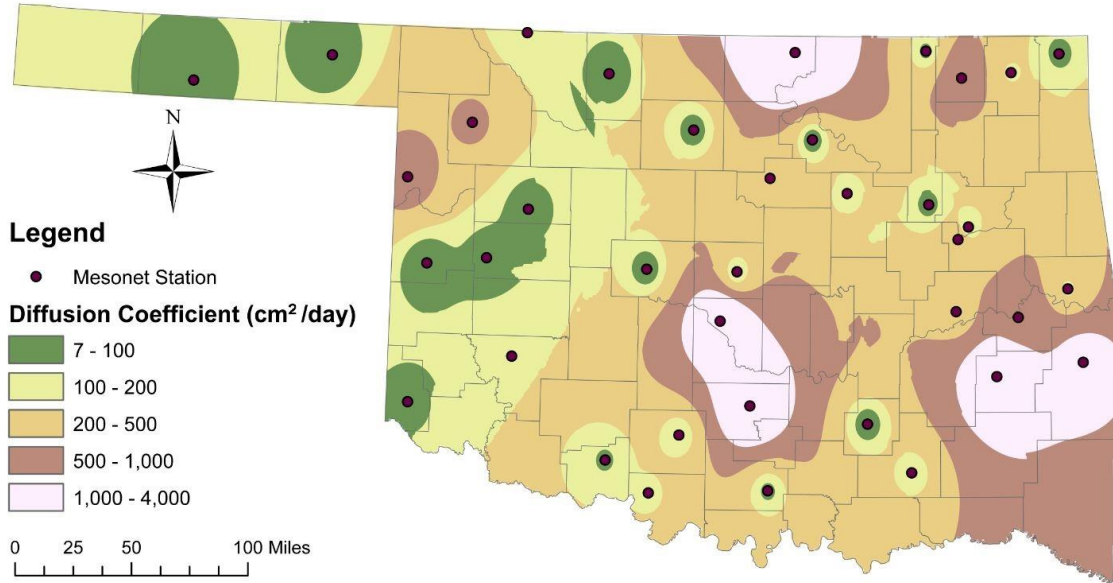 N
Legend
Mesonet Station
Diffusion Coefficient (cm²/day)
7 - 100
100 - 200
200 - 500
500 - 1,000
1,000 - 4,000
0 25 50 100 Miles